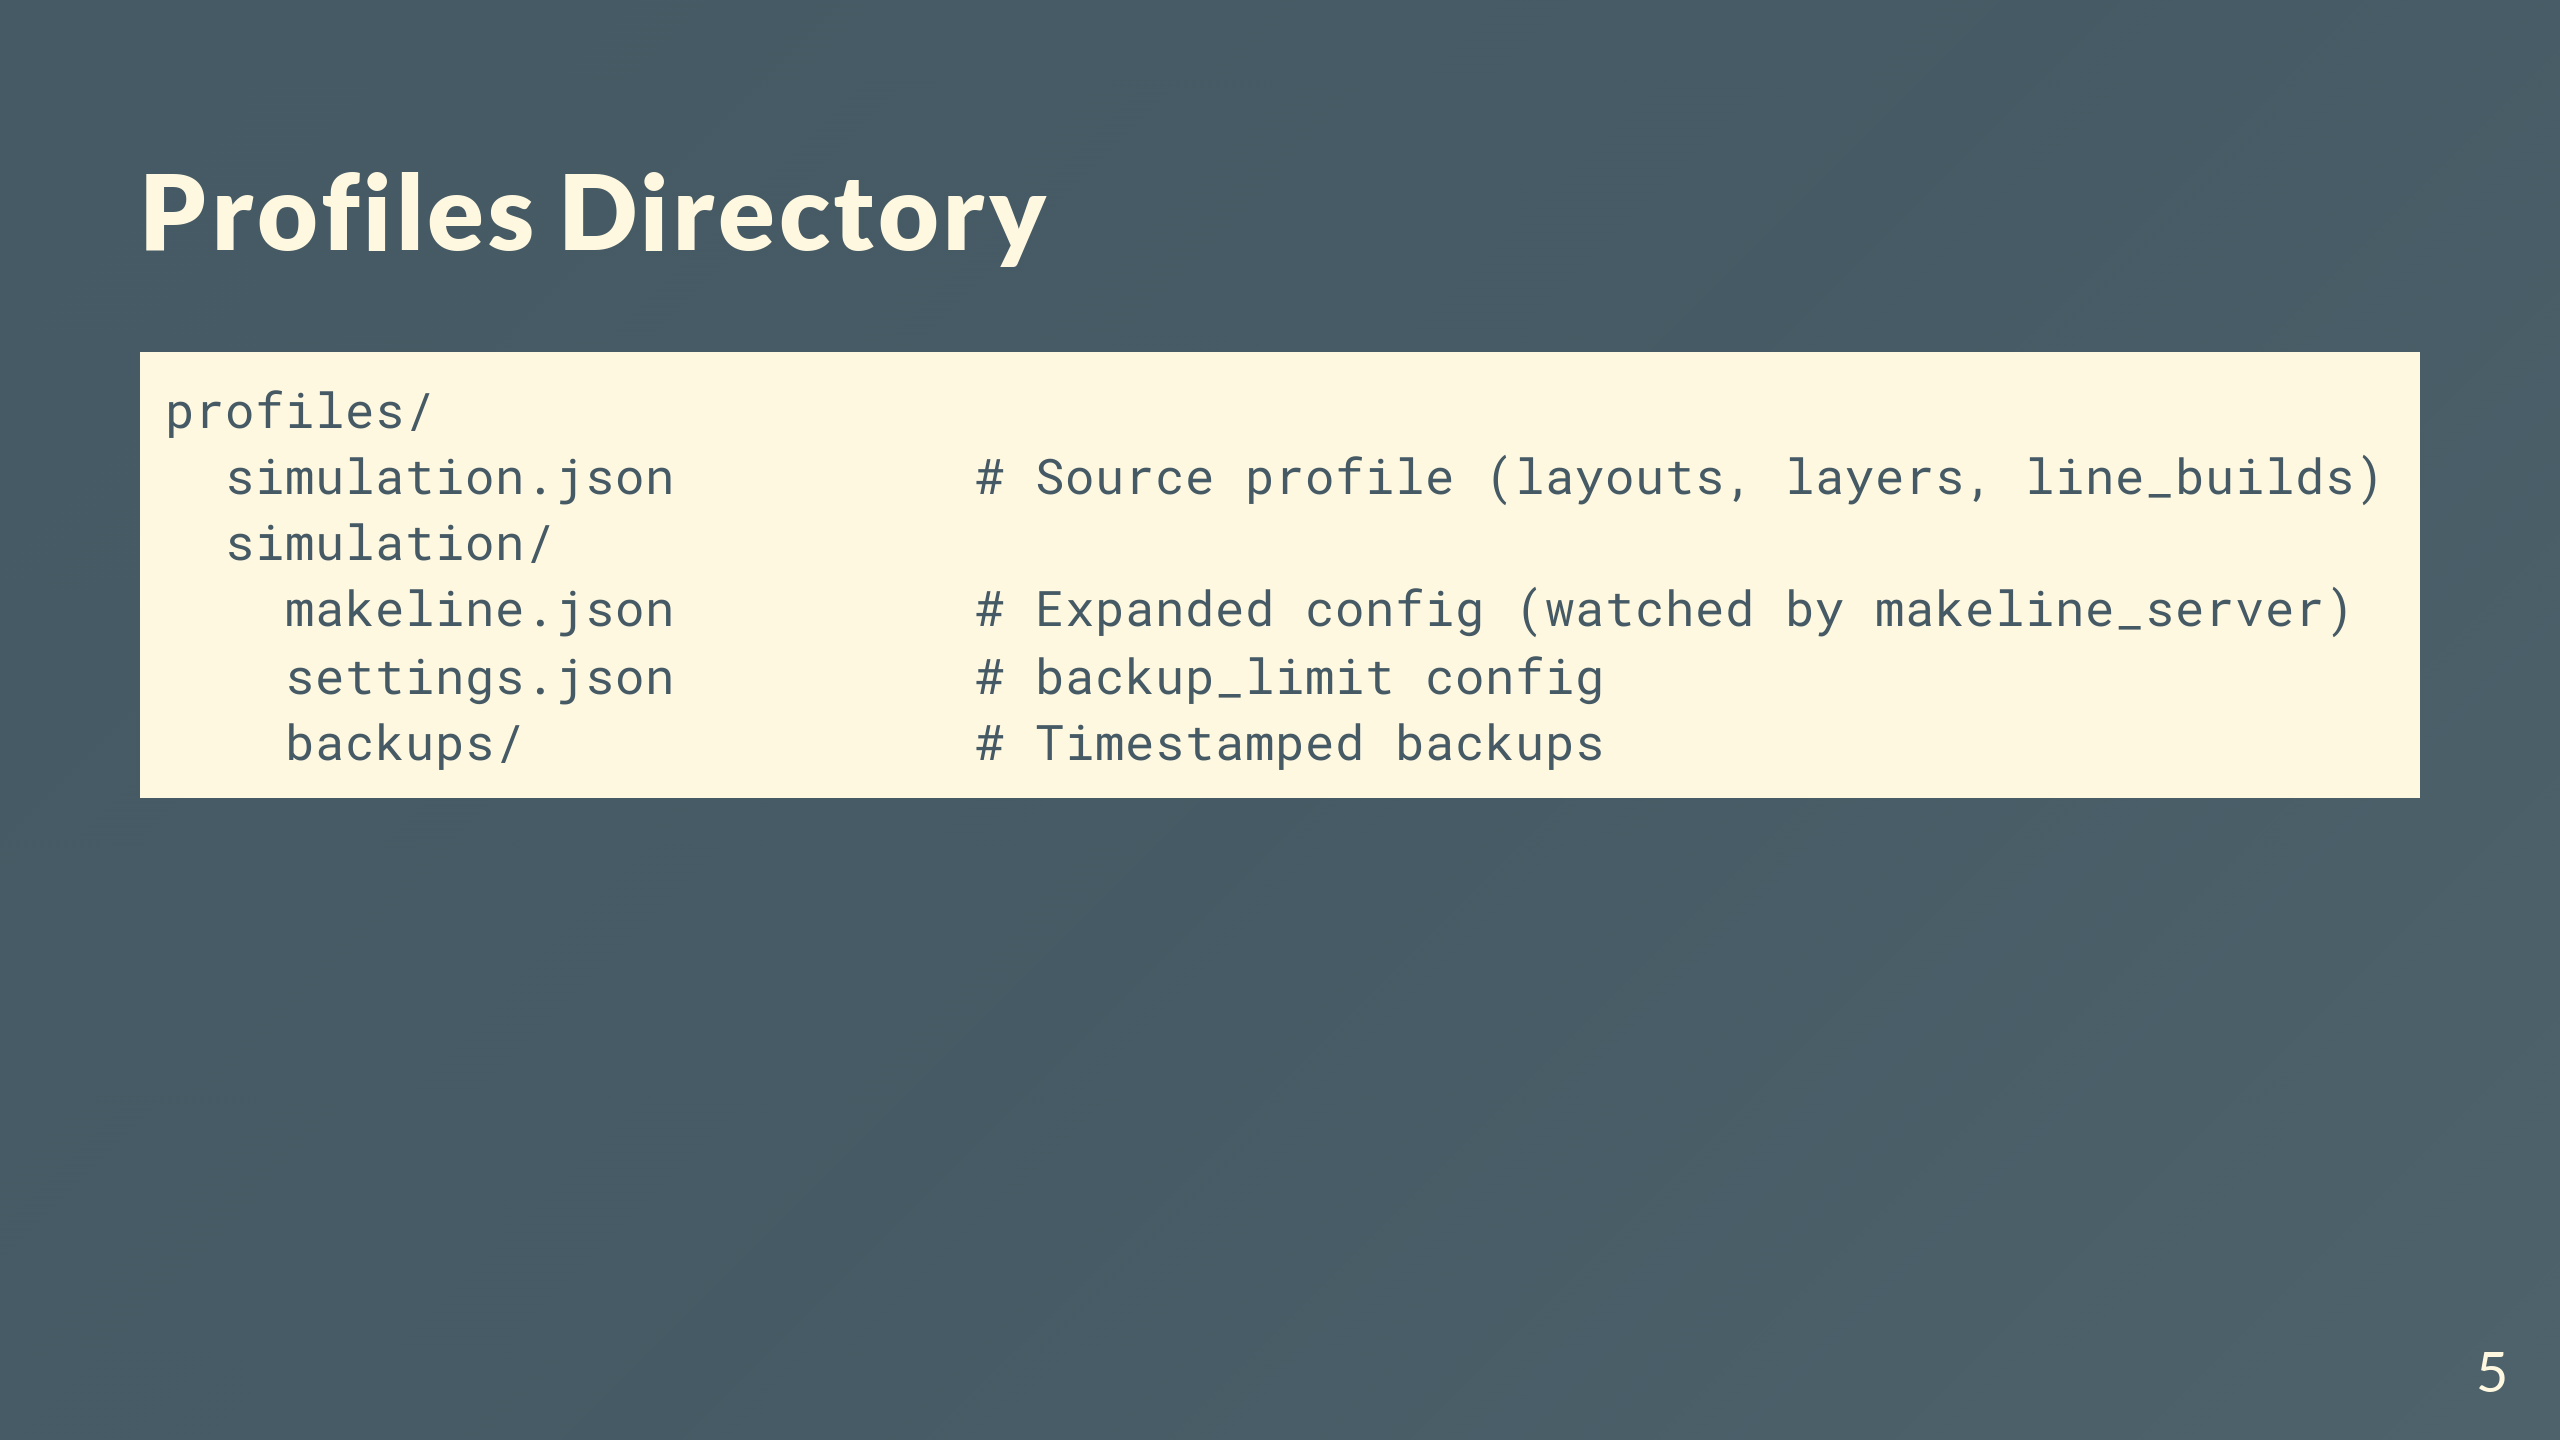 Profiles Directory
profiles/
  simulation.json          # Source profile (layouts, layers, line_builds)
  simulation/
    makeline.json          # Expanded config (watched by makeline_server)
    settings.json          # backup_limit config
    backups/               # Timestamped backups
5